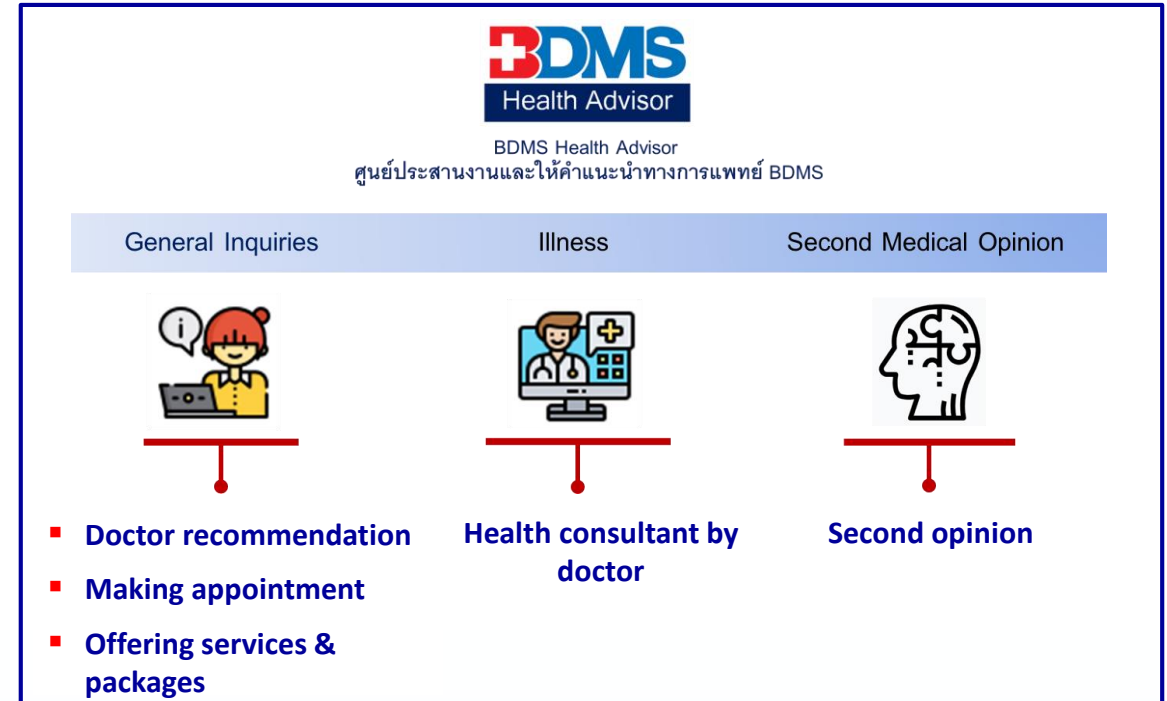 BDMS
Health Advisor
BDMS Health Advisor
ศูนย์ประสานงานและให้คำแนะนำทางการแพทย์ BDMS
General Inquiries
Illness
Second Medical Opinion
i
Doctor recommendation
Making appointment
Offering services &
packages
Health consultant by
doctor
Second opinion